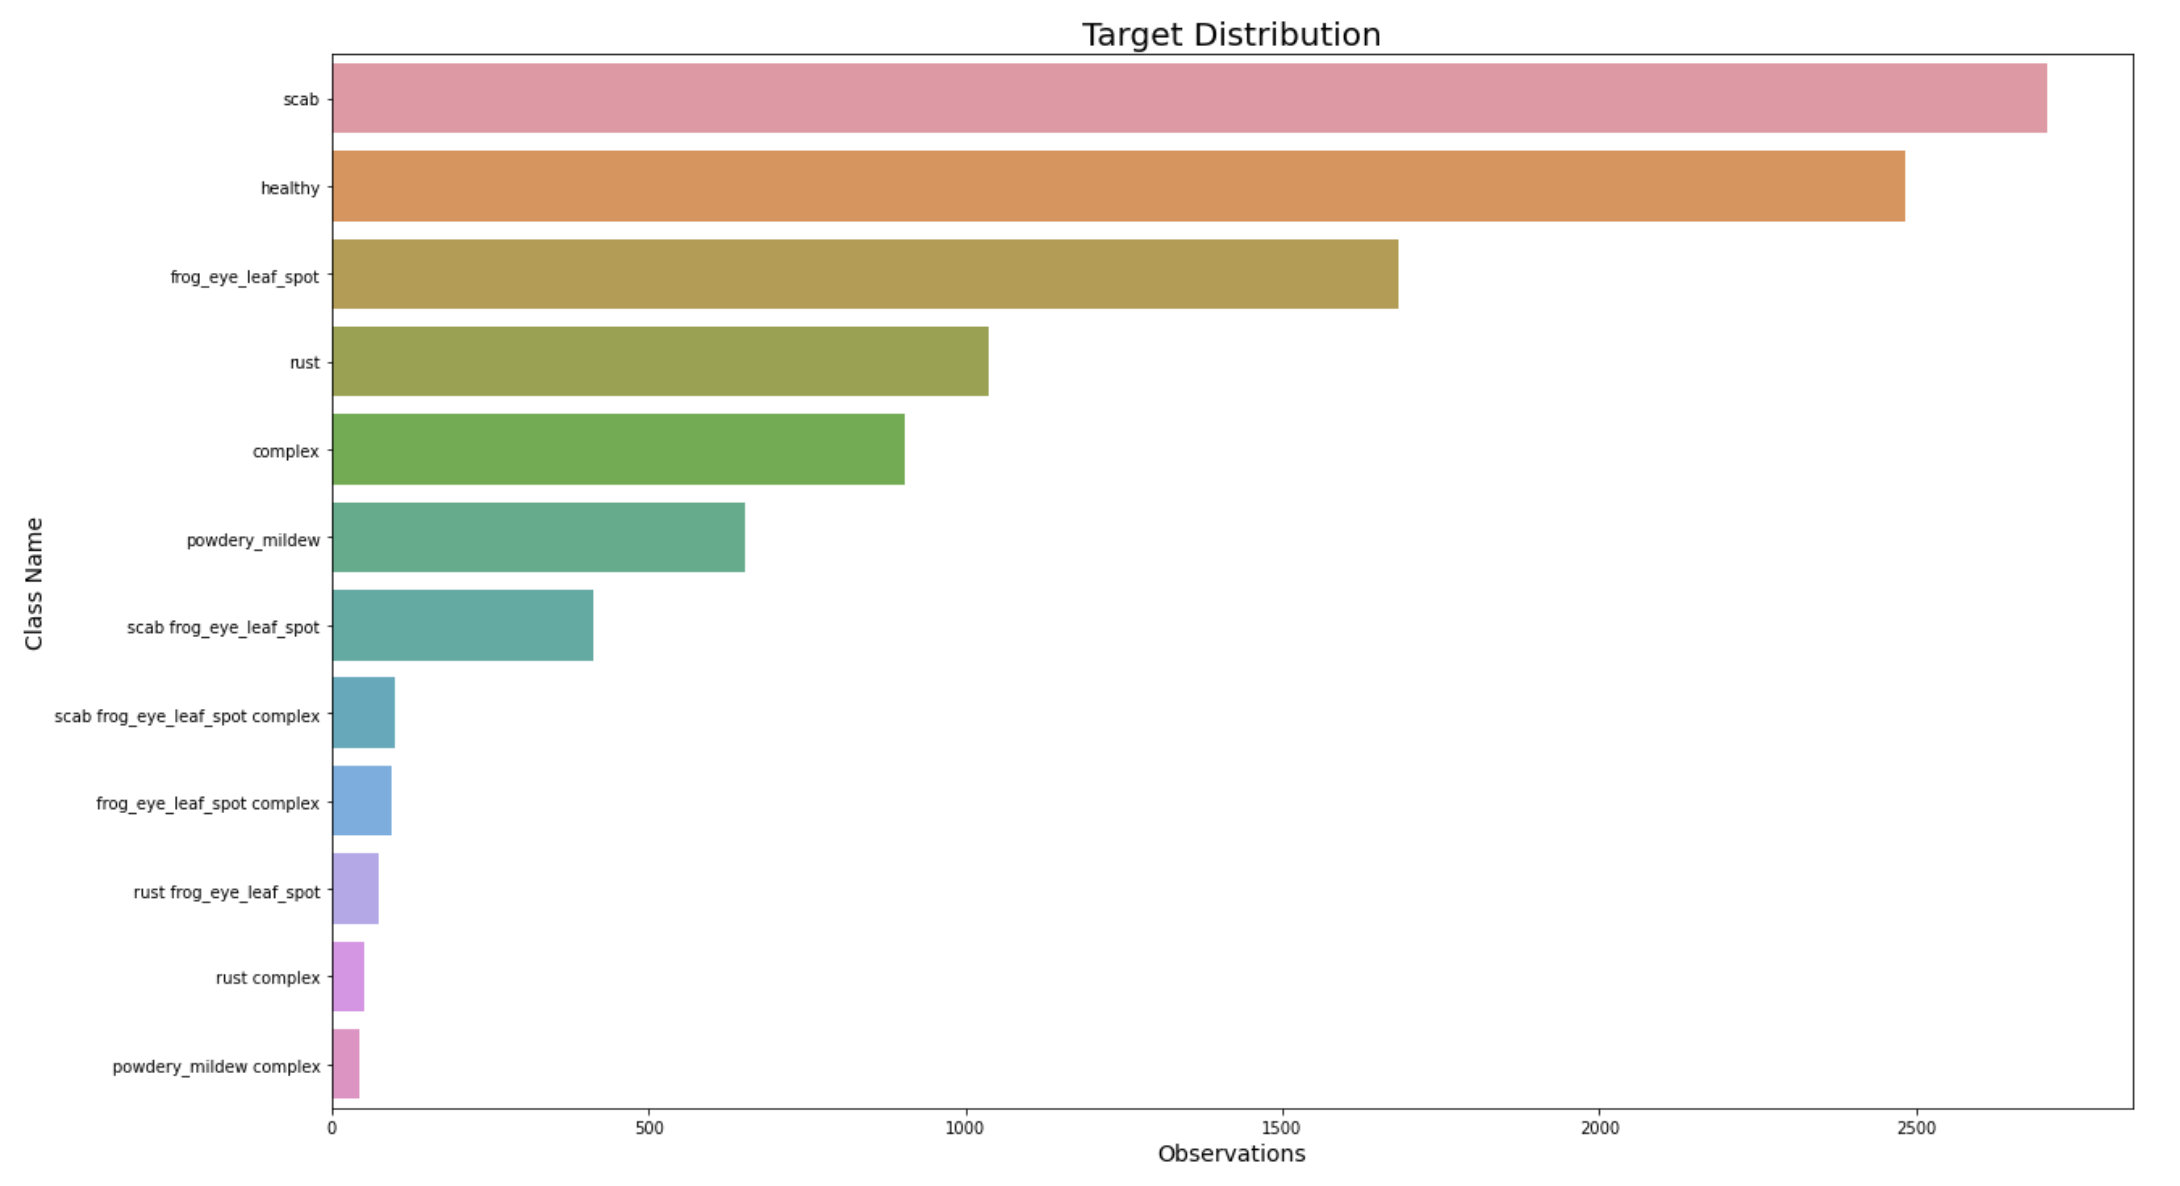 Target Distribution
Class Name
scab
healthy
frog_eye_leaf_spot
rust
complex
powdery_mildew
scab frog_eye_leaf_spot
scab frog_eye_leaf_spot complex
frog_eye_leaf_spot complex
rust frog_eye_leaf_spot
rust complex
powdery_mildew complex
0 500 1000 1500 2000 2500
Observations